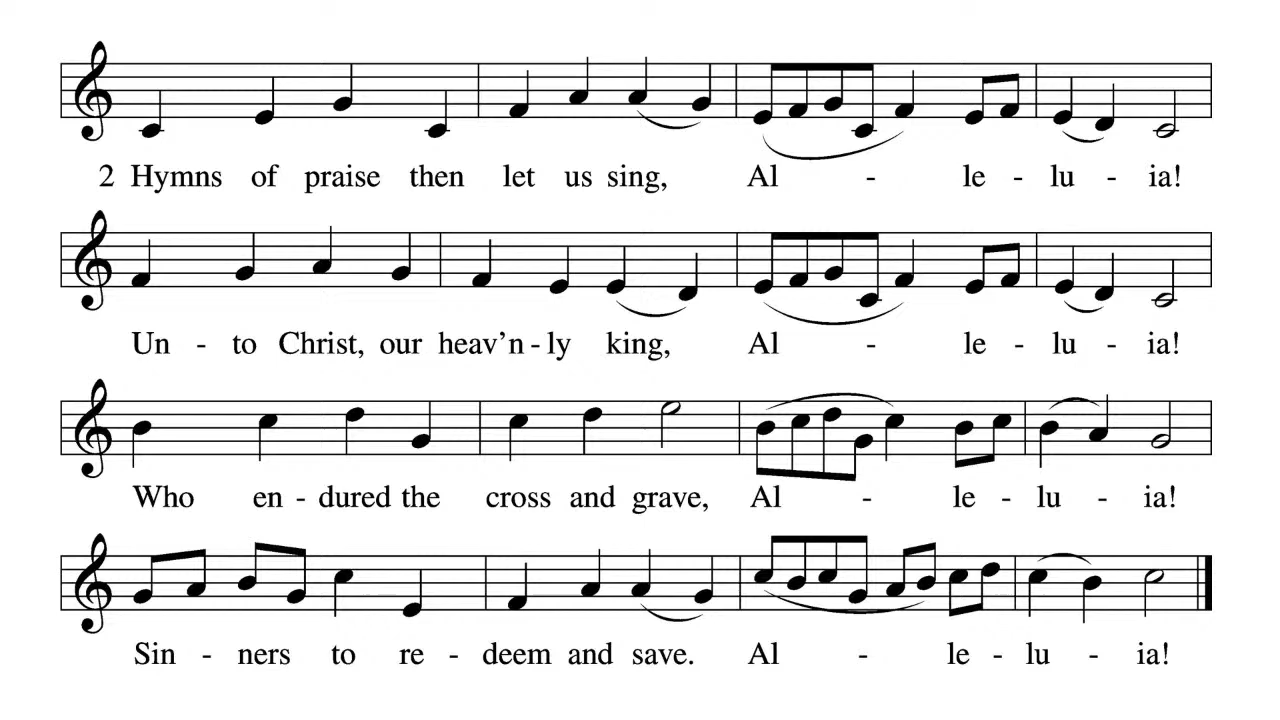 2 Hymns of praise then let us sing, Al - le - lu - ia!
Un - to Christ, our heav’n - ly king, Al - le - lu - ia!
Who en - dured the cross and grave, Al - le - lu - ia!
Sin - ners to re - deem and save. Al - le - lu - ia!